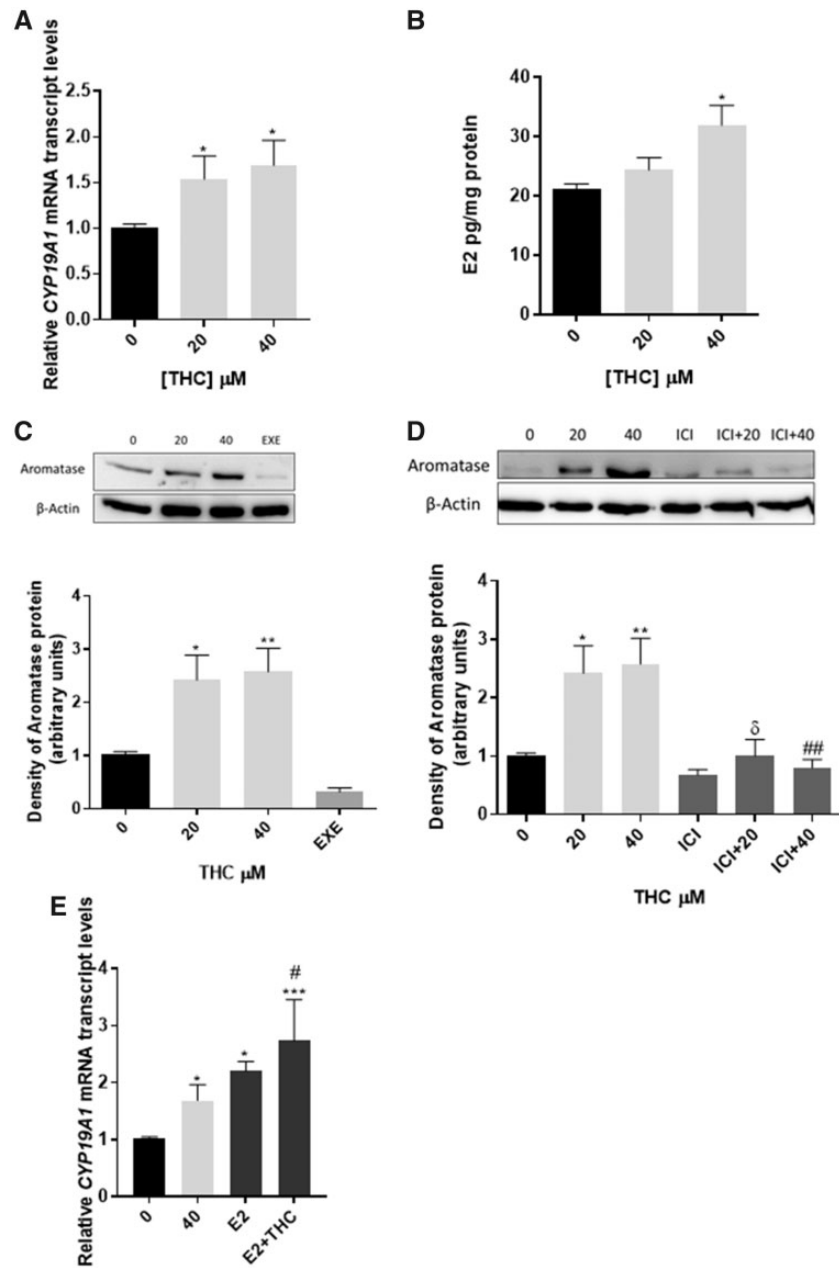 A
Relative CYP19A1 mRNA transcript levels
2.5
2.0
1.5
1.0
0.5
0.0
*
*
0
20
40
[THC] μM
B
E2 pg/mg protein
40
30
20
10
0
*
0
20
40
[THC] μM
C
0 20 40 EXE
Aromatase
β-Actin
Density of Aromatase protein
(arbitrary units)
4
3
2
1
0
*
**
0
20
40
EXE
THC μM
D
0 20 40 ICI ICI+20 ICI+40
Aromatase
β-Actin
Density of Aromatase protein
(arbitrary units)
4
3
2
1
0
*
**
δ
##
0
20
40
ICI
ICI+20
ICI+40
THC μM
E
Relative CYP19A1 mRNA transcript levels
4
3
2
1
0
*
*
#
***
0
40
E2
E2+THC